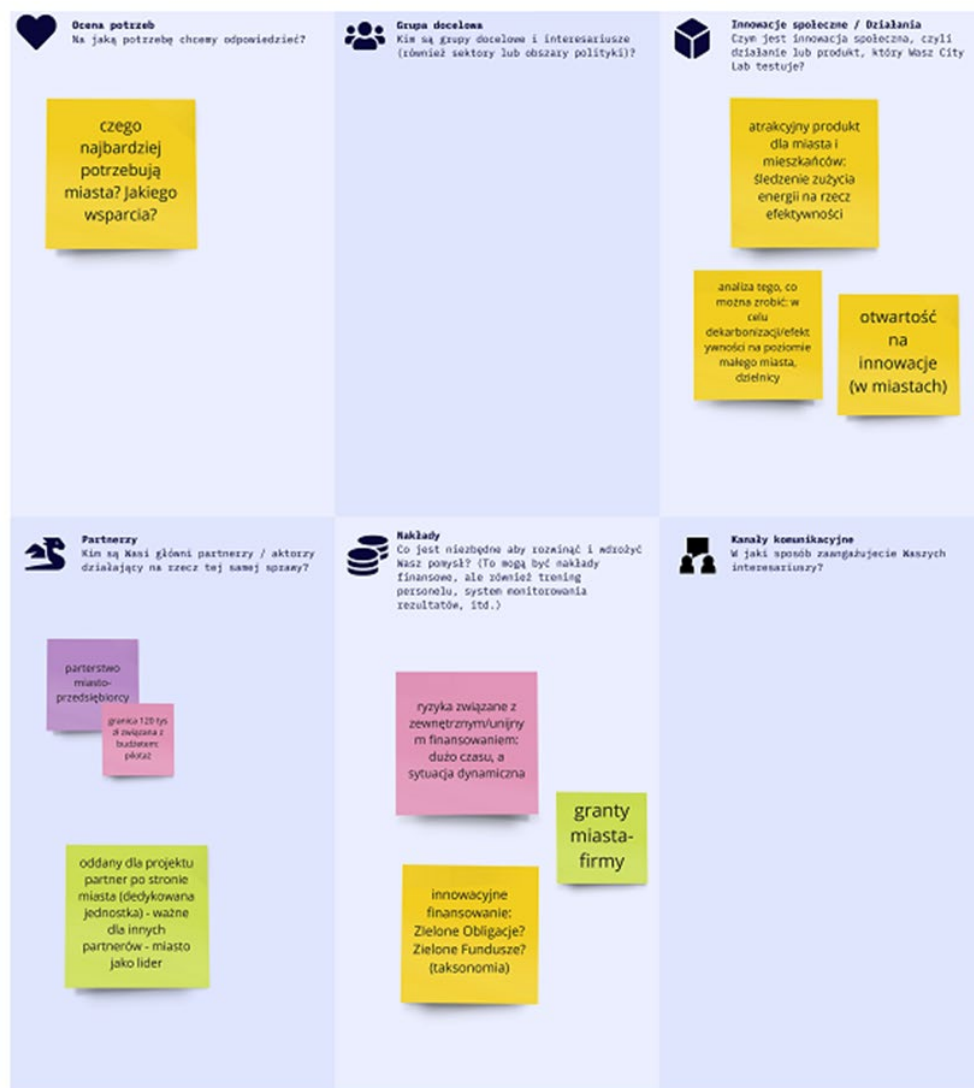 Ocena potrzeb
Na jaką potrzebę chcemy odpowiedzieć?
czego
najbardziej
potrzebują
miasta? Jakiego
wsparcia?
Grupa docelowa
Kim są grupy docelowe i interesariusze
(również sektory lub obszary polityki)?
Innowacje społeczne / Działania
Czym jest innowacja społeczna, czyli
działanie lub produkt, który Wasz City
Lab testuje?
atrakcyjny produkt
dla miasta i
mieszkańców:
śledzenie zużycia
energii na rzecz
efektywności
analiza tego, co
można zrobić: w
celu
dekarbonizacji/efekt
ywności na poziomie
małego miasta,
dzielnicy
otwartość
na
innowacje
(w miastach)
Partnerzy
Kim są Wasi główni partnerzy / aktorzy
działający na rzecz tej samej sprawy?
parterstwo
miasto-
przedsiębiorcy
granica 120 tys
zł związana z
budżetem:
pilotaż
oddany dla projektu
partner po stronie
miasta (dedykowana
jednostka) - ważne
dla innych
partnerów - miasto
jako lider
Nakłady
Co jest niezbędne aby rozwinąć i wdrożyć
Wasz pomysł? (To mogą być nakłady
finansowe, ale również trening
personelu, system monitorowania
rezultatów, itd.)
ryzyka związane z
zewnętrznym/unijny
m finansowaniem:
dużo czasu, a
sytuacja dynamiczna
granty
miasta-
firmy
innowacyjne
finansowanie:
Zielone Obligacje?
Zielone Fundusze?
(taksonomia)
Kanały komunikacyjne
W jaki sposób zaangażujecie Waszych
interesariuszy?